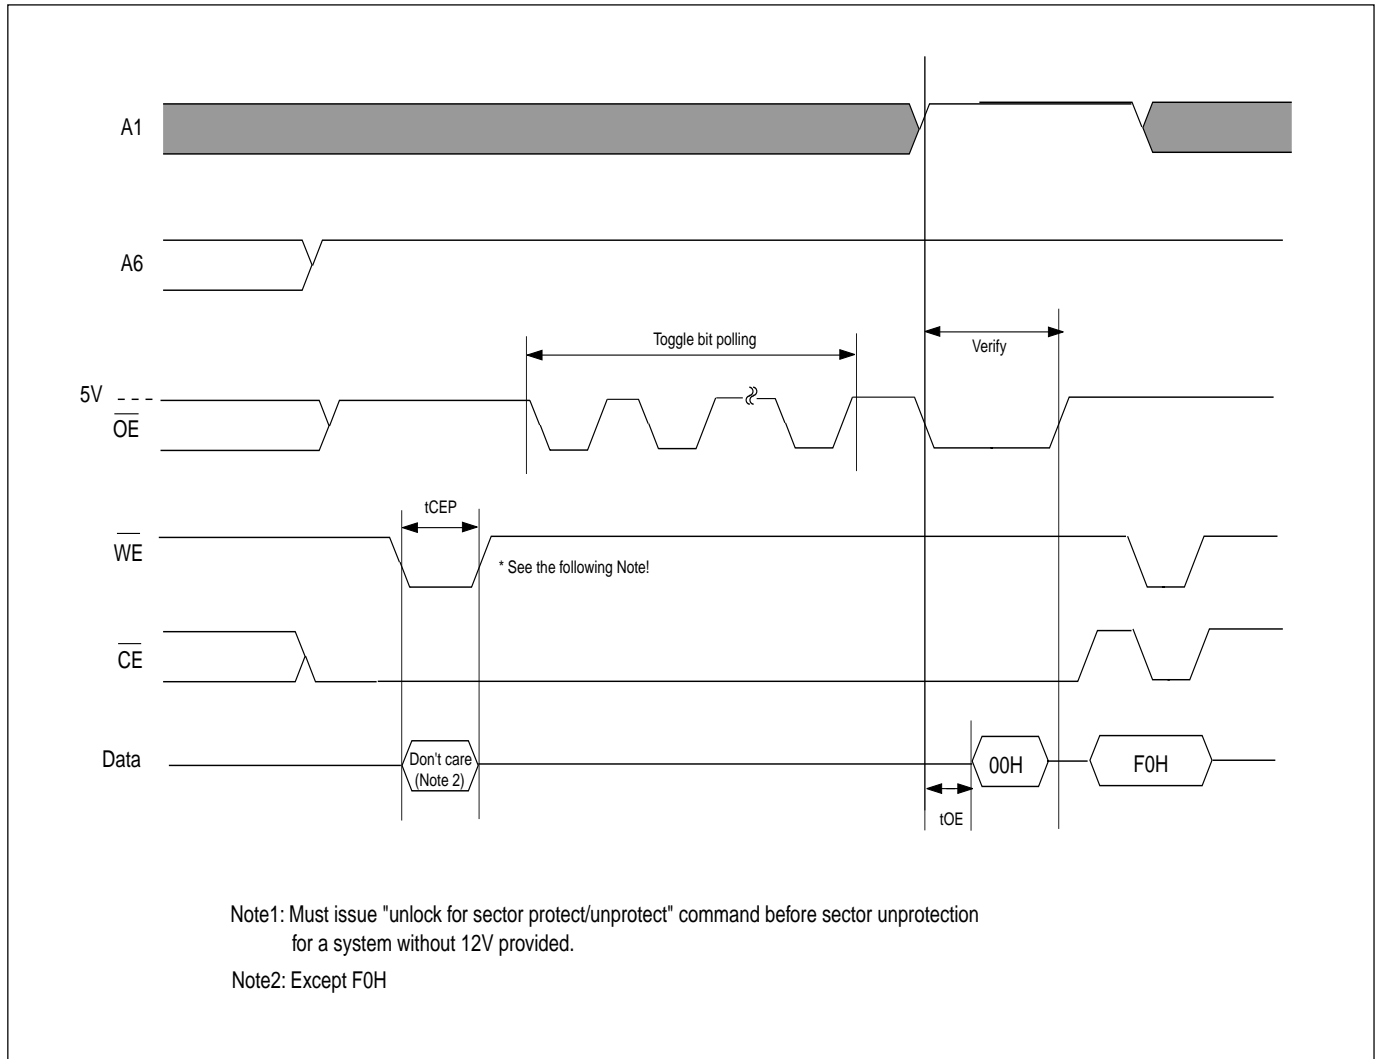 A1
A6
Toggle bit polling
Verify
5V
OE
tCEP
WE
* See the following Note!
CE
Data
Don't care
(Note 2)
00H
F0H
tOE
Note1: Must issue "unlock for sector protect/unprotect" command before sector unprotection
for a system without 12V provided.
Note2: Except F0H